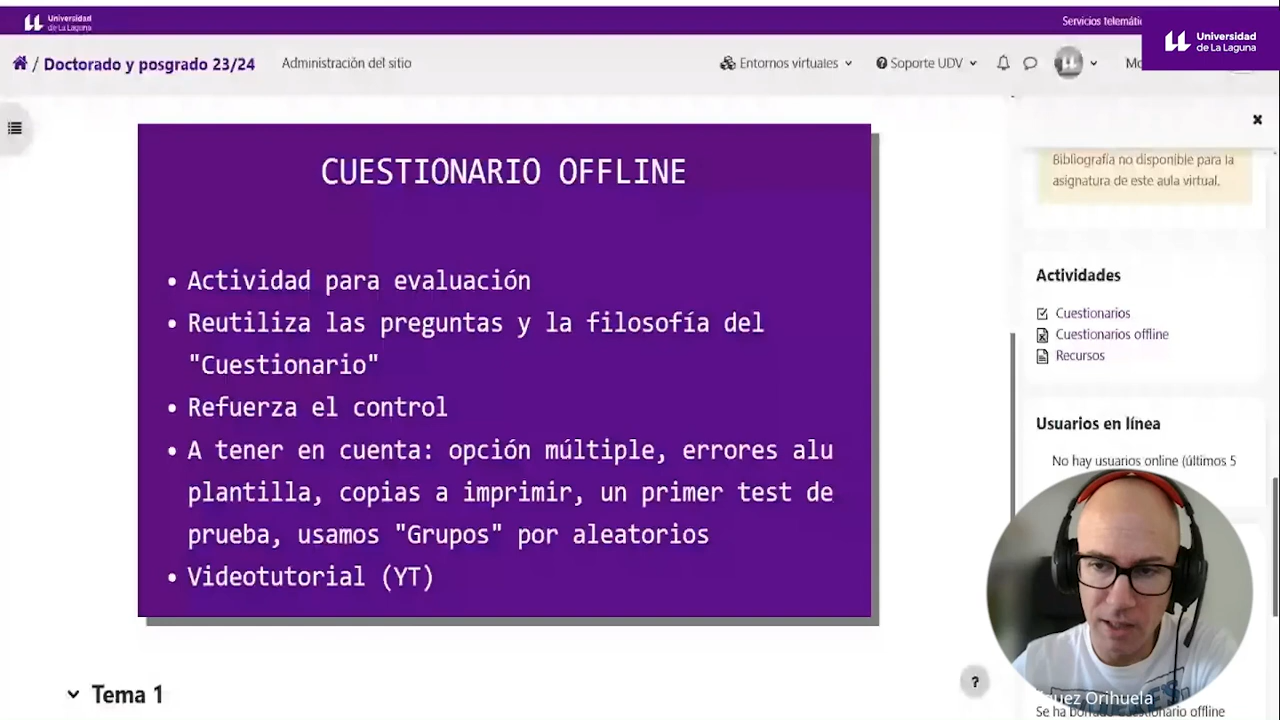 Universidad
de La Laguna
Servicios telemátic
Universidad
de La Laguna
/ Doctorado y posgrado 23/24
Administración del sitio
Entornos virtuales
Soporte UDV
Mo
CUESTIONARIO OFFLINE
• Actividad para evaluación
• Reutiliza las preguntas y la filosofía del
"Cuestionario"
• Refuerza el control
• A tener en cuenta: opción múltiple, errores alu
plantilla, copias a imprimir, un primer test de
prueba, usamos "Grupos" por aleatorios
• Videotutorial (YT)
Tema 1
?
Bibliografía no disponible para la
asignatura de este aula virtual.
Actividades
Cuestionarios
Cuestionarios offline
Recursos
Usuarios en línea
No hay usuarios online (últimos 5
Orihuela
Se ha borrado cuestionario offline